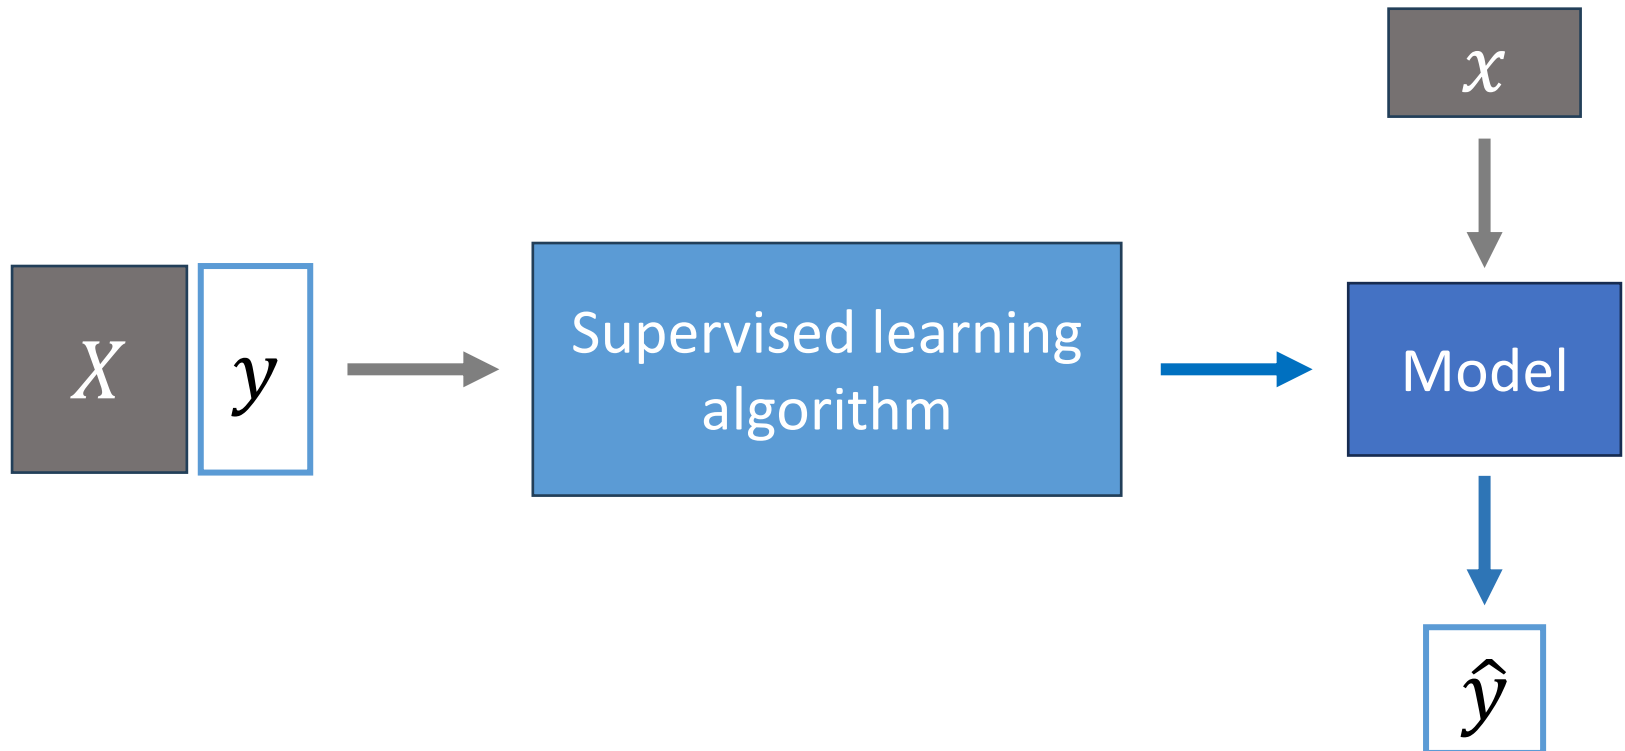 x
X
y
Supervised learning
algorithm
Model
ŷ